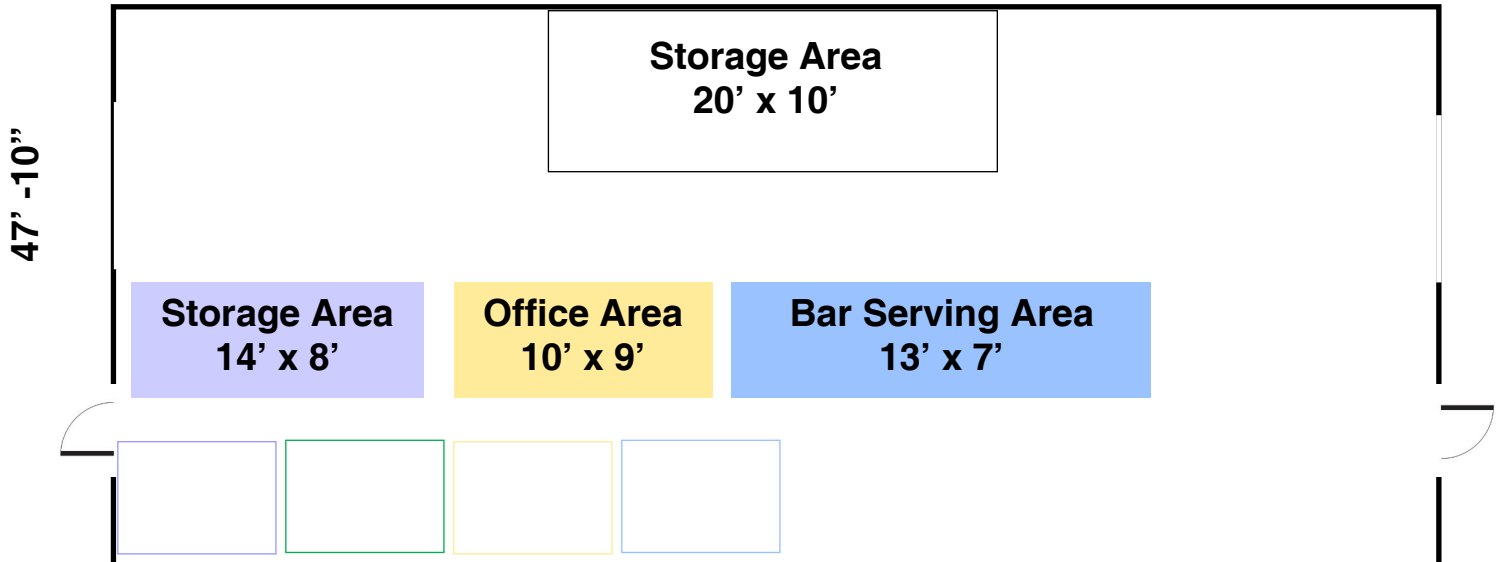 Storage Area
20’ x 10’
47’ -10”
Storage Area
14’ x 8’
Office Area
10’ x 9’
Bar Serving Area
13’ x 7’